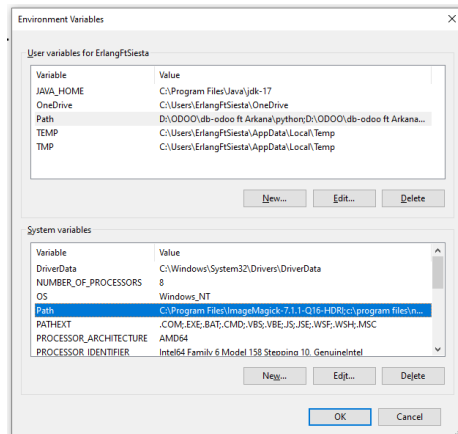 Environment Variables
User variables for ErlangFtSiesta
Variable Value
JAVA_HOME C:\Program Files\Java\jdk-17
OneDrive C:\Users\ErlangFtSiesta\OneDrive
Path D:\ODOO\db-odoo ft Arkana\python;D:\ODOO\db-odoo ft Arkana...
TEMP C:\Users\ErlangFtSiesta\AppData\Local\Temp
TMP C:\Users\ErlangFtSiesta\AppData\Local\Temp
New... Edit... Delete
System variables
Variable Value
DriverData C:\Windows\System32\Drivers\DriverData
NUMBER_OF_PROCESSORS 8
OS Windows_NT
Path C:\Program Files\ImageMagick-7.1.1-Q16-HDRI;c:\program files\n...
PATHEXT .COM;.EXE;.BAT;.CMD;.VBS;.VBE;.JS;.JSE;.WSF;.WSH;.MSC
PROCESSOR_ARCHITECTURE AMD64
PROCESSOR_IDENTIFIER Intel64 Family 6 Model 158 Stepping 10, GenuineIntel
New... Edit... Delete
OK Cancel